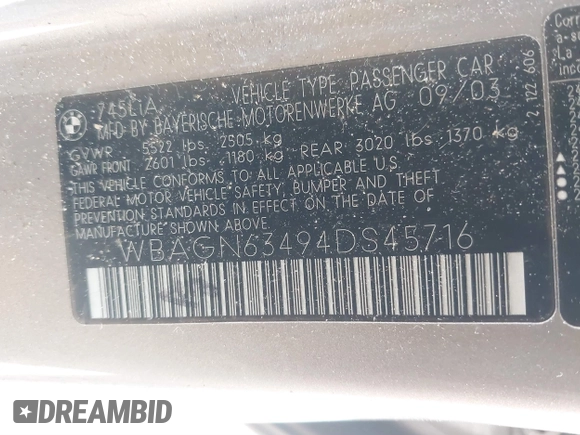 BMW
745LiA VEHICLE TYPE, PASSENGER CAR
MFD BY BAYERISCHE MOTORENWERKE AG 09/03
GVWR 5522 lbs. 2505 kg
GAWR FRONT 2601 lbs- 1180 kg REAR 3020 lbs. 1370 kg
THIS VEHICLE CONFORMS TO ALL APPLICABLE U.S.
FEDERAL MOTOR VEHICLE SAFETY, BUMPER AND THEFT
PREVENTION STANDARDS IN EFFECT ON THE DATE OF
MANUFACTURE SHOWN ABOVE.
WBAGN63494DS45716
2 122 606
DREAMBID